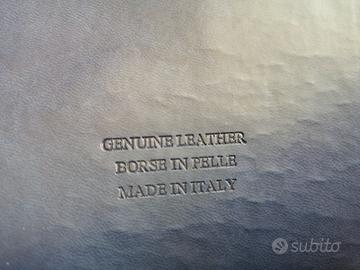 GENUINE LEATHER
BORSE IN PELLE
MADE IN ITALY
subito